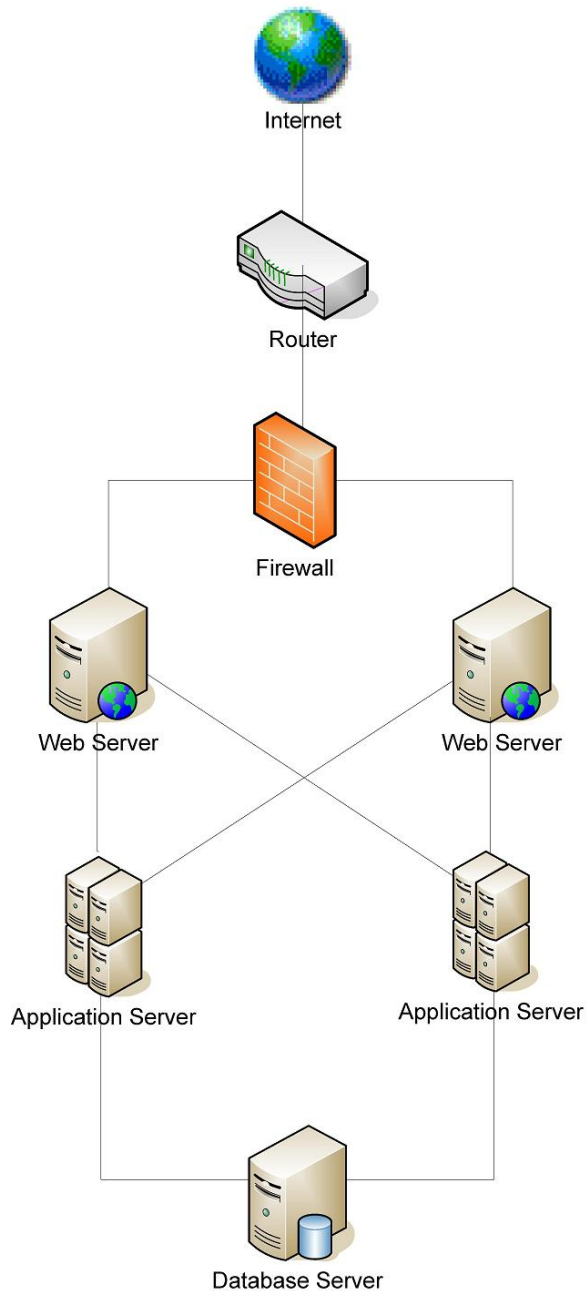 Internet
Router
Firewall
Web Server
Web Server
Application Server
Application Server
Database Server